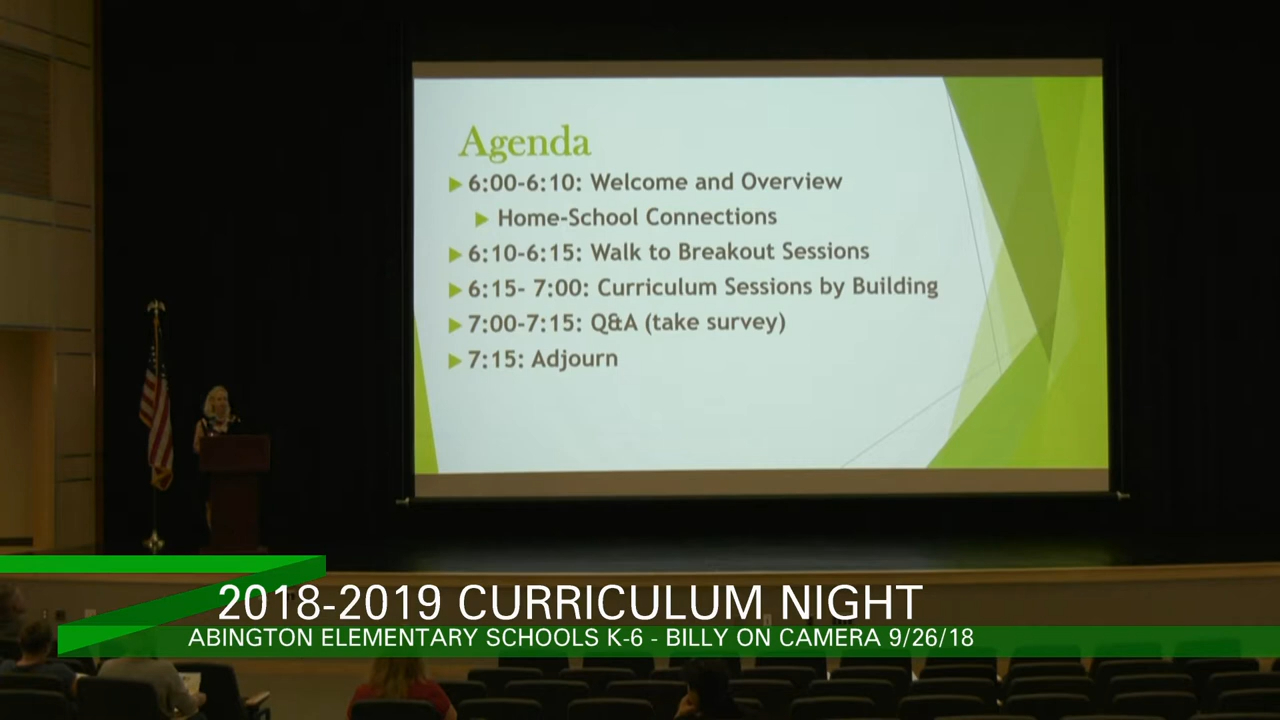 Agenda
6:00-6:10: Welcome and Overview
Home-School Connections
6:10-6:15: Walk to Breakout Sessions
6:15- 7:00: Curriculum Sessions by Building
7:00-7:15: Q&A (take survey)
7:15: Adjourn
2018-2019 CURRICULUM NIGHT
ABINGTON ELEMENTARY SCHOOLS K-6 - BILLY ON CAMERA 9/26/18